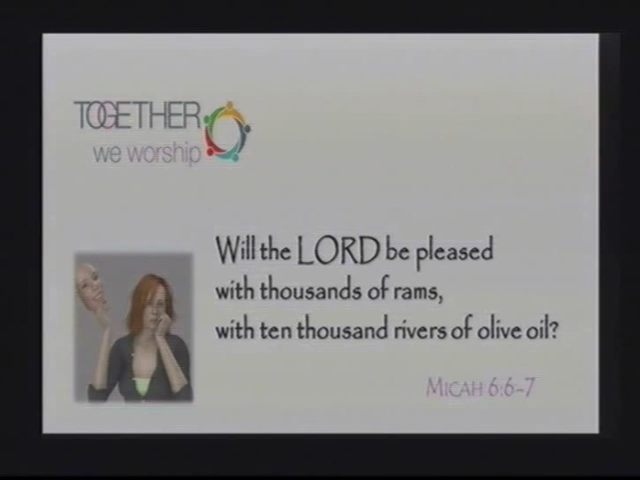 TOGETHER
we worship
Will the LORD be pleased
with thousands of rams,
with ten thousand rivers of olive oil?
MICAH 6:6-7